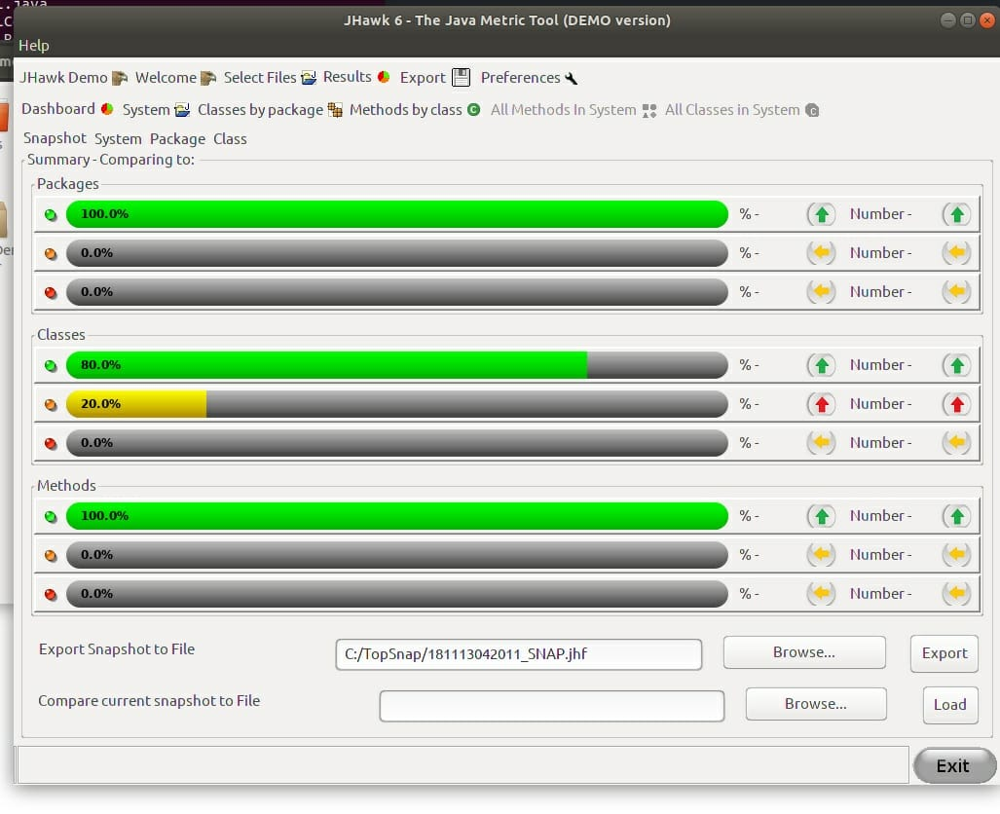 .java
JHawk 6 - The Java Metric Tool (DEMO version)
Help
JHawk Demo Welcome Select Files Results Export Preferences
Dashboard System Classes by package Methods by class All Methods In System All Classes in System
Snapshot System Package Class
Summary - Comparing to:
Packages
100.0% % - Number -
0.0% % - Number -
0.0% % - Number -
Classes
80.0% % - Number -
20.0% % - Number -
0.0% % - Number -
Methods
100.0% % - Number -
0.0% % - Number -
0.0% % - Number -
Export Snapshot to File C:/TopSnap/181113042011_SNAP.jhf Browse... Export
Compare current snapshot to File Browse... Load
Exit